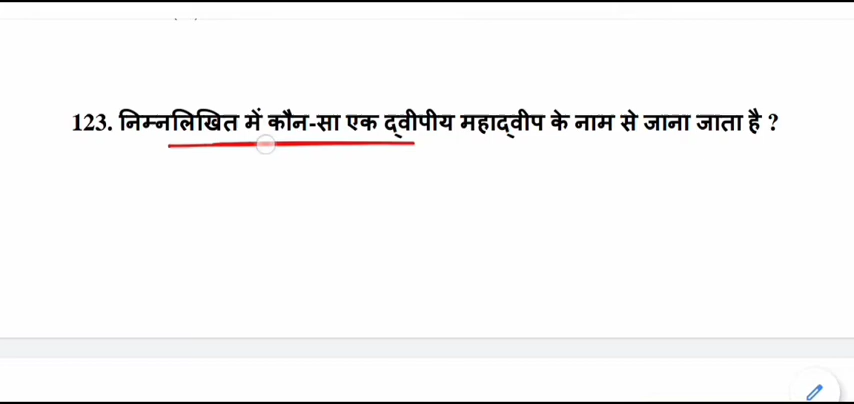 123. निम्नलिखित में कौन-सा एक द्वीपीय महाद्वीप के नाम से जाना जाता है ?